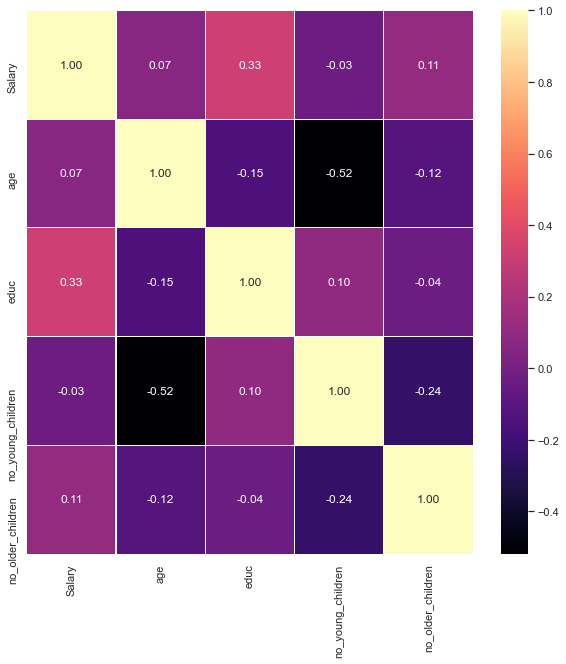 Salary 1.00 0.07 0.33 -0.03 0.11
age 0.07 1.00 -0.15 -0.52 -0.12
educ 0.33 -0.15 1.00 0.10 -0.04
no_young_children -0.03 -0.52 0.10 1.00 -0.24
no_older_children 0.11 -0.12 -0.04 -0.24 1.00
Salary age educ no_young_children no_older_children
1.0
0.8
0.6
0.4
0.2
0.0
−0.2
−0.4